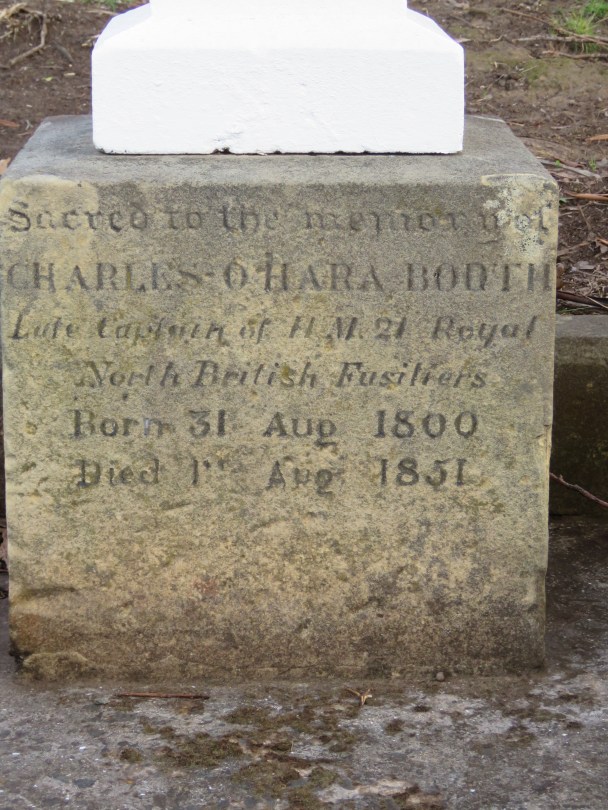 Sacred to the memory of
CHARLES O'HARA BOOTH
Late Captain of H.M. 21 Royal
North British Fusiliers
Born 31 Aug 1800
Died 1st Aug 1851